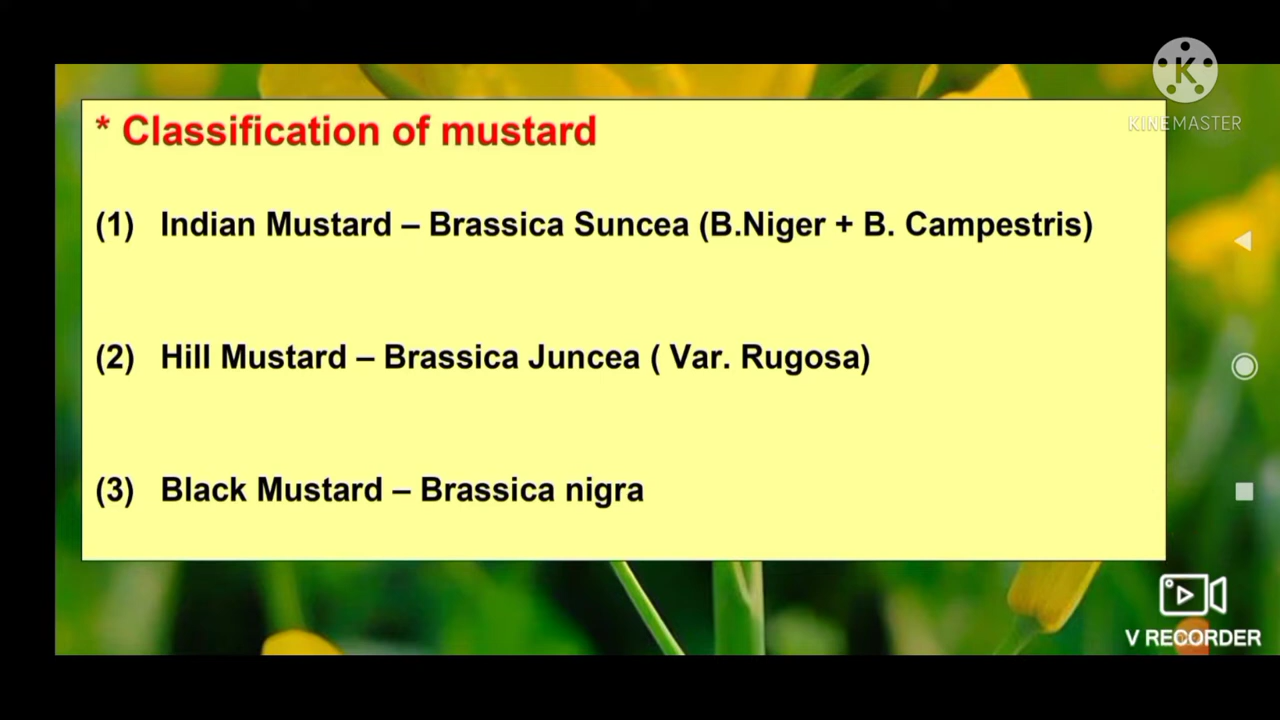 * Classification of mustard
(1) Indian Mustard – Brassica Suncea (B.Niger + B. Campestris)
(2) Hill Mustard – Brassica Juncea ( Var. Rugosa)
(3) Black Mustard – Brassica nigra
K
KINEMASTER
V RECORDER